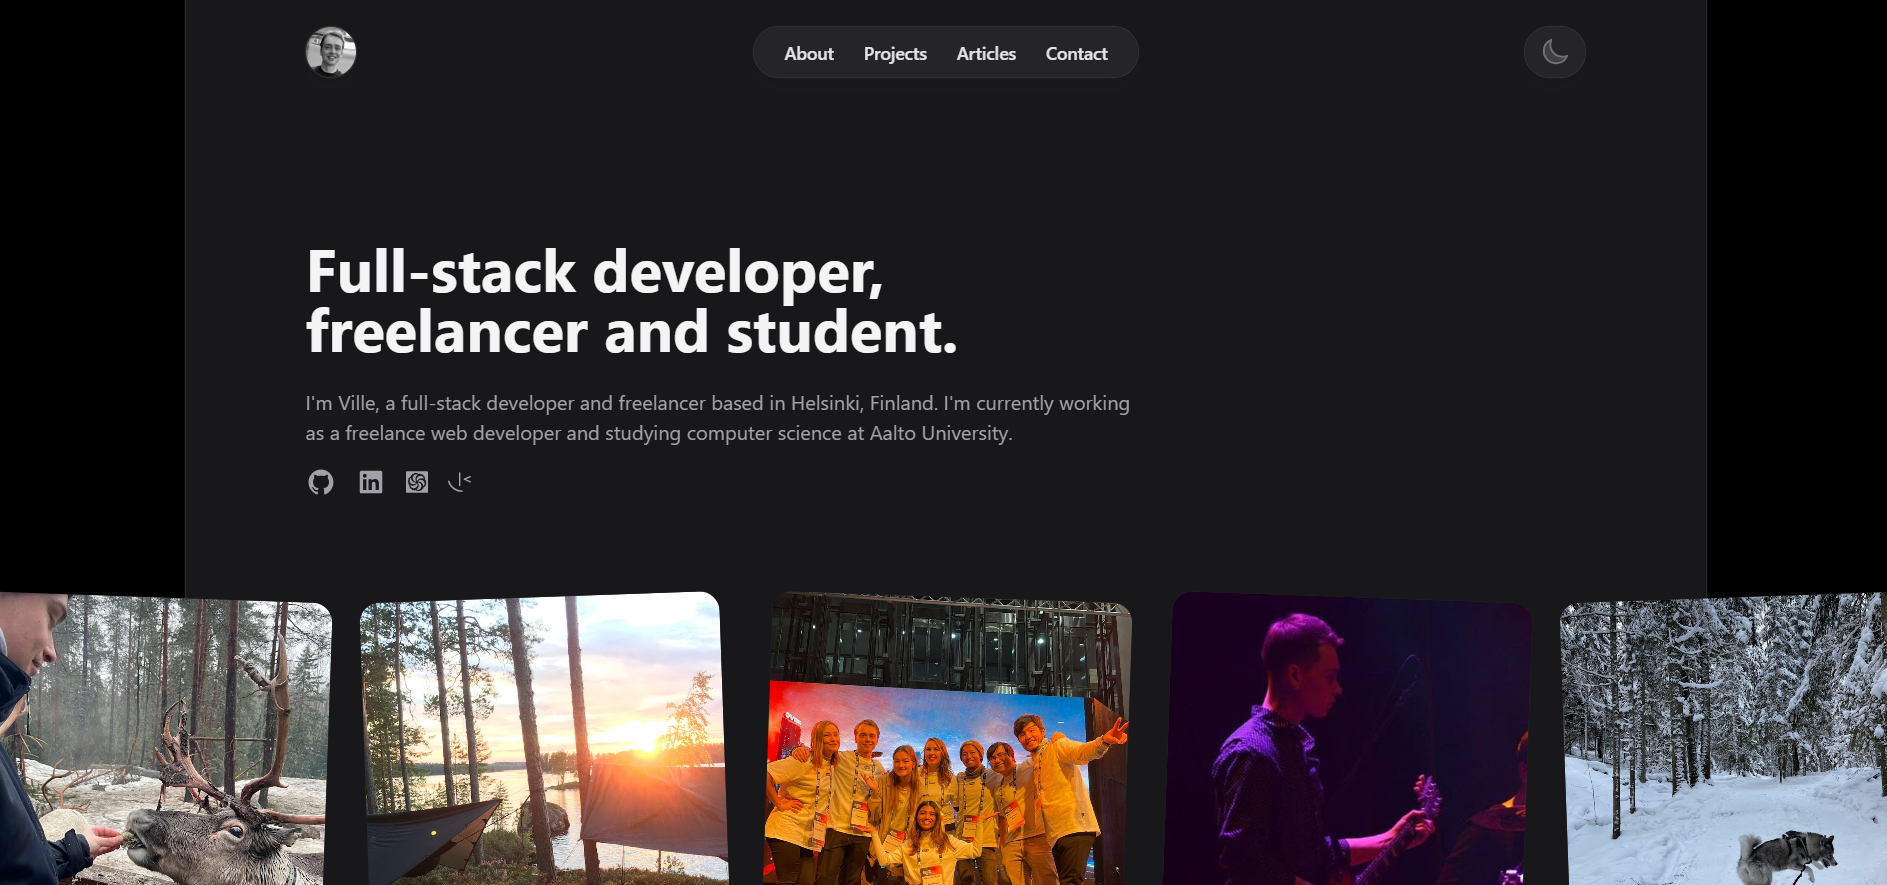 About
Projects
Articles
Contact
Full-stack developer,
freelancer and student.
I'm Ville, a full-stack developer and freelancer based in Helsinki, Finland. I'm currently working
as a freelance web developer and studying computer science at Aalto University.
in